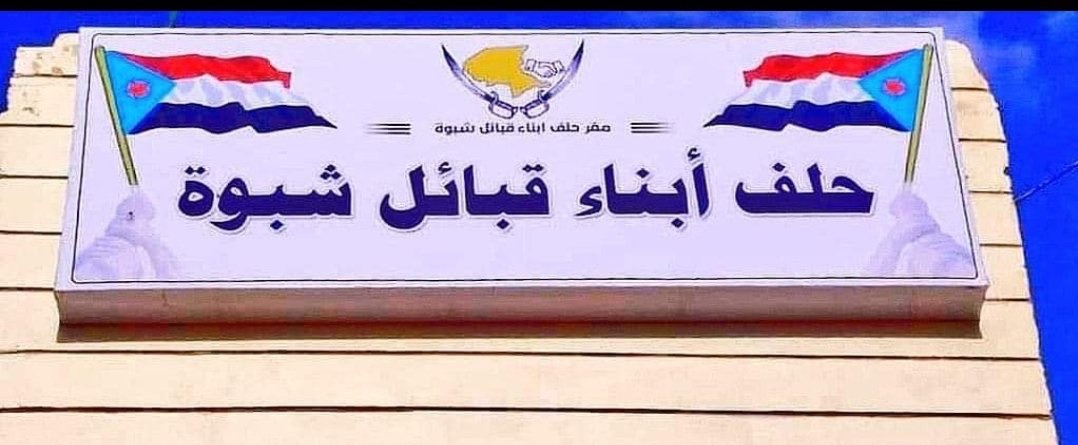 مقر حلف ابناء قبائل شبوة
حلف أبناء قبائل شبوة